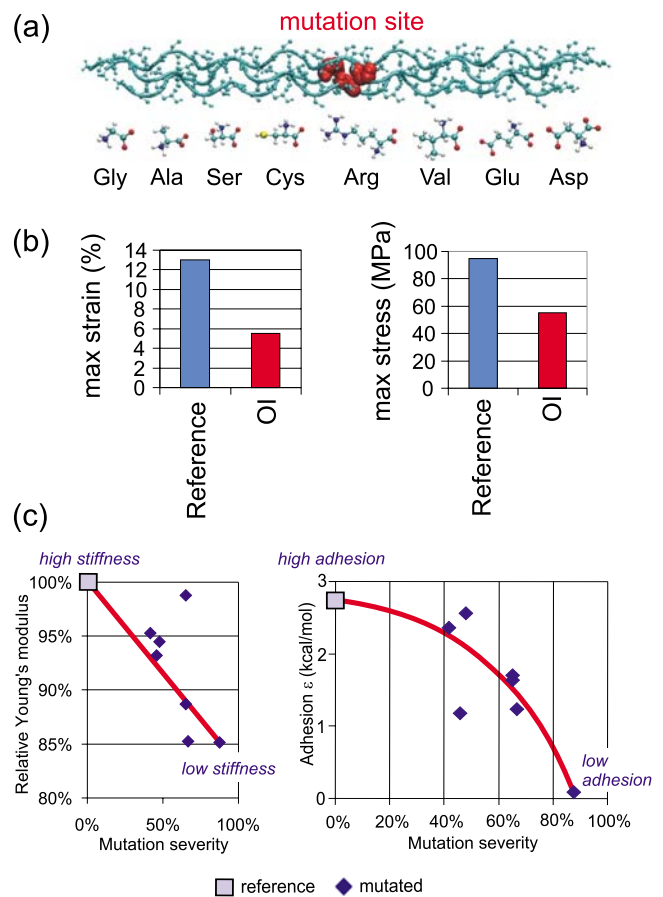 (a)
mutation site
Gly Ala Ser Cys Arg Val Glu Asp
(b)
max strain (%)
14
12
10
8
6
4
2
0
Reference
OI
max stress (MPa)
100
80
60
40
20
0
Reference
OI
(c)
high stiffness
Relative Young's modulus
100%
95%
90%
85%
80%
low stiffness
0% 50% 100%
Mutation severity
high adhesion
Adhesion ε (kcal/mol)
3
2
1
0
low
adhesion
0% 20% 40% 60% 80% 100%
Mutation severity
reference mutated